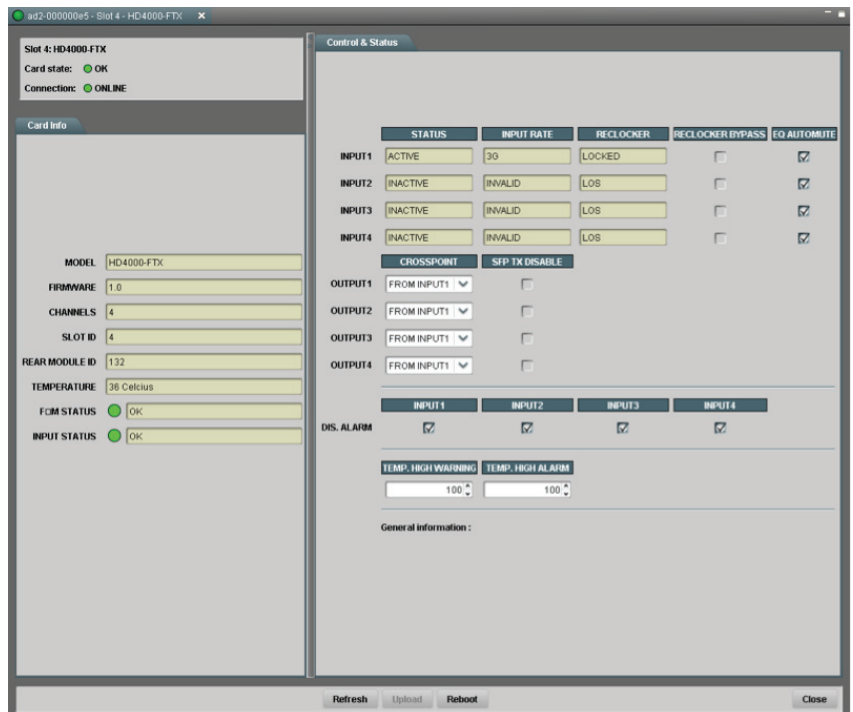 ad2-000000e5 - Slot 4 - HD4000-FTX
Slot 4: HD4000-FTX
Card state: OK
Connection: ONLINE
Card Info
MODEL HD4000-FTX
FIRMWARE 1.0
CHANNELS 4
SLOT ID 4
REAR MODULE ID 132
TEMPERATURE 36 Celcius
FOM STATUS OK
INPUT STATUS OK
Control & Status
STATUS INPUT RATE RECLOCKER RECLOCKER BYPASS EQ AUTOMUTE
INPUT1 ACTIVE 3G LOCKED
INPUT2 INACTIVE INVALID LOS
INPUT3 INACTIVE INVALID LOS
INPUT4 INACTIVE INVALID LOS
CROSSPOINT SFP TX DISABLE
OUTPUT1 FROM INPUT1
OUTPUT2 FROM INPUT1
OUTPUT3 FROM INPUT1
OUTPUT4 FROM INPUT1
INPUT1 INPUT2 INPUT3 INPUT4
DIS. ALARM
TEMP. HIGH WARNING TEMP. HIGH ALARM
100 100
General information :
Refresh Upload Reboot Close